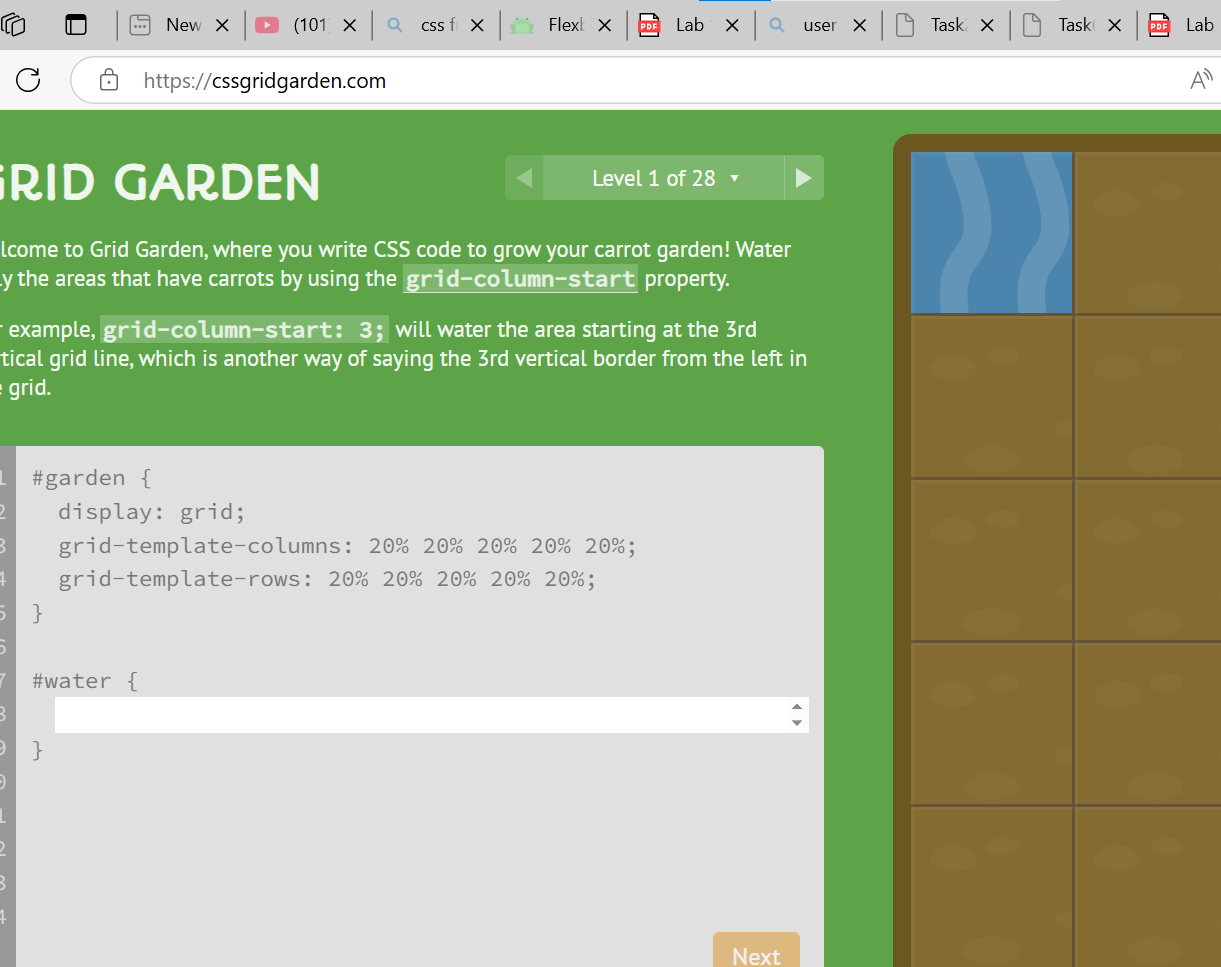 New
(101
css f
Flexb
Lab
user
Task
Task
Lab
https://cssgridgarden.com
GRID GARDEN
Level 1 of 28
lcome to Grid Garden, where you write CSS code to grow your carrot garden! Water
ly the areas that have carrots by using the grid-column-start property.
r example, grid-column-start: 3; will water the area starting at the 3rd
rtical grid line, which is another way of saying the 3rd vertical border from the left in
e grid.
1 #garden {
2 display: grid;
3 grid-template-columns: 20% 20% 20% 20% 20%;
4 grid-template-rows: 20% 20% 20% 20% 20%;
5 }
6
7 #water {
8
9 }
0
1
2
3
4
Next